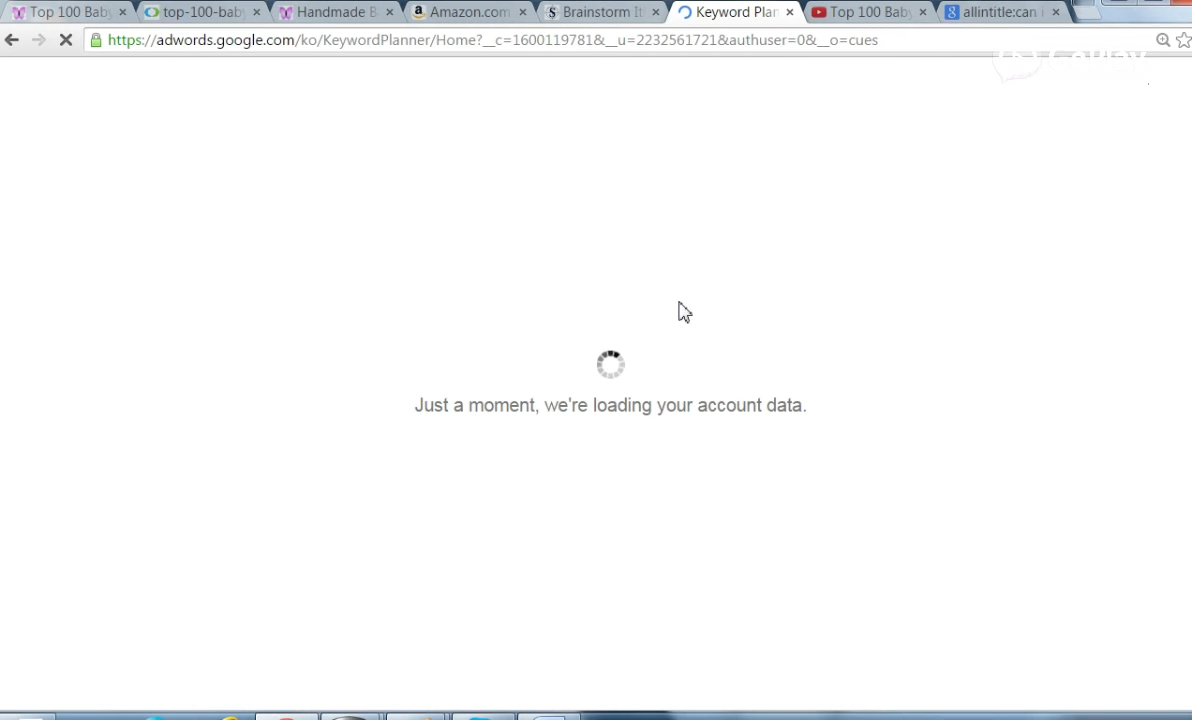 Top 100 Baby
top-100-baby
Handmade B
Amazon.com
Brainstorm It
Keyword Plan
Top 100 Baby
allintitle:can i
https://adwords.google.com/ko/KeywordPlanner/Home?__c=1600119781&__u=2232561721&authuser=0&__o=cues
Just a moment, we're loading your account data.